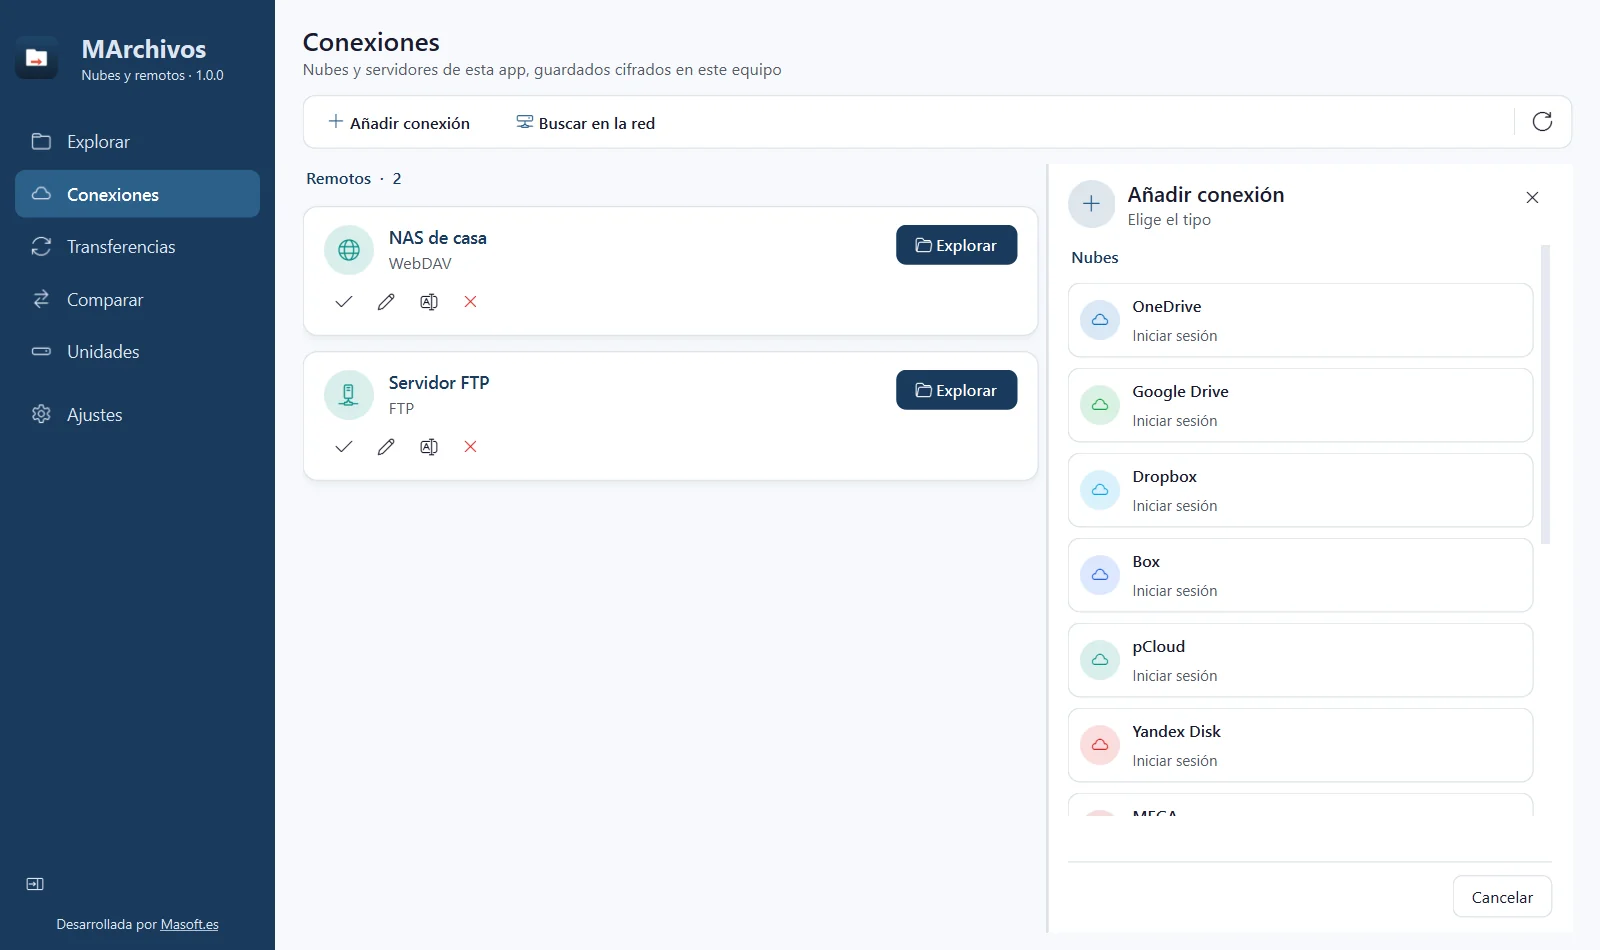 MArchivos
Nubes y remotos · 1.0.0
Explorar
Conexiones
Transferencias
Comparar
Unidades
Ajustes
Desarrollada por Masoft.es
Conexiones
Nubes y servidores de esta app, guardados cifrados en este equipo
Añadir conexión
Buscar en la red
Remotos · 2
NAS de casa
WebDAV
Explorar
Servidor FTP
FTP
Explorar
Añadir conexión
Elige el tipo
Nubes
OneDrive
Iniciar sesión
Google Drive
Iniciar sesión
Dropbox
Iniciar sesión
Box
Iniciar sesión
pCloud
Iniciar sesión
Yandex Disk
Iniciar sesión
MEGA
Cancelar